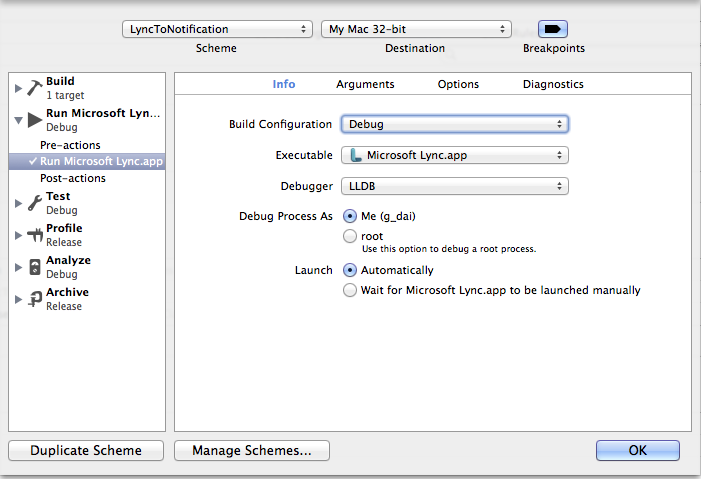 LyncToNotification
My Mac 32-bit
Scheme
Destination
Breakpoints
Build
1 target
Run Microsoft Lyn...
Debug
Pre-actions
Run Microsoft Lync.app
Post-actions
Test
Debug
Profile
Release
Analyze
Debug
Archive
Release
Info
Arguments
Options
Diagnostics
Build Configuration
Debug
Executable
Microsoft Lync.app
Debugger
LLDB
Debug Process As
Me (g_dai)
root
Use this option to debug a root process.
Launch
Automatically
Wait for Microsoft Lync.app to be launched manually
Duplicate Scheme
Manage Schemes...
OK